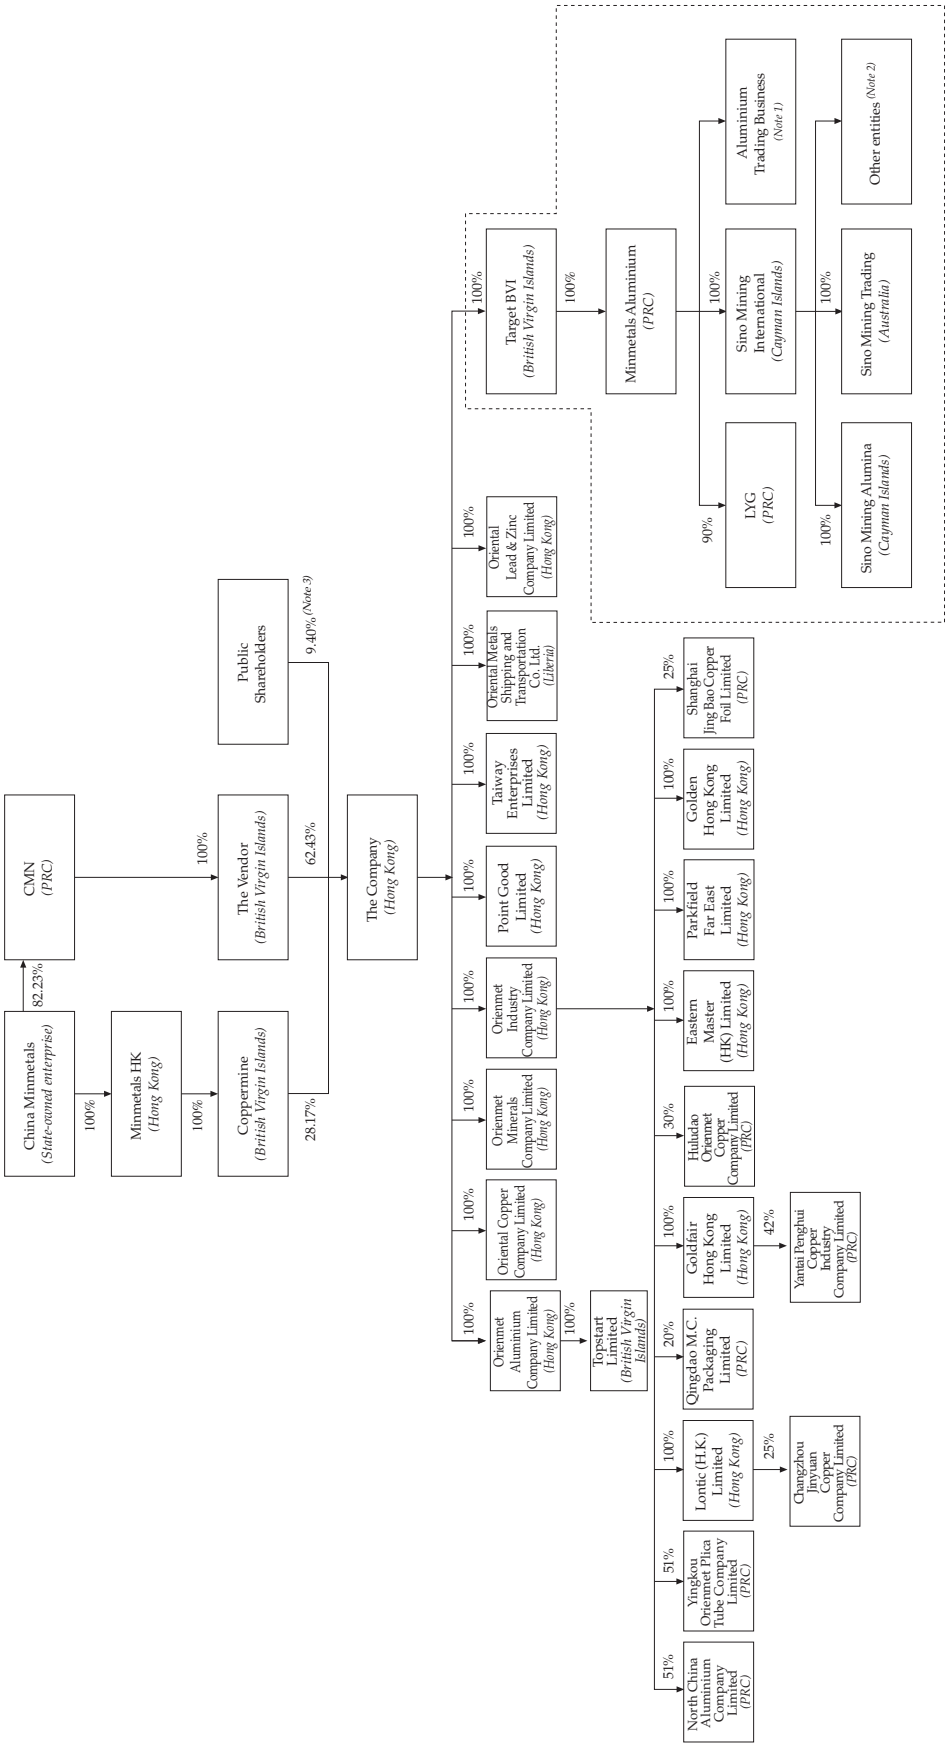 China Minmetals
(State-owned enterprise)
82.23%
CMN
(PRC)
100%
Minmetals HK
(Hong Kong)
100%
100%
Coppermine
(British Virgin Islands)
The Vendor
(British Virgin Islands)
Public
Shareholders
28.17%
62.43%
9.40% (Note 3)
The Company
(Hong Kong)
100%
100%
100%
100%
100%
100%
100%
100%
100%
Orienmet
Aluminium
Company Limited
(Hong Kong)
Oriental Copper
Company Limited
(Hong Kong)
Orienmet
Minerals
Company Limited
(Hong Kong)
Orienmet
Industry
Company Limited
(Hong Kong)
Point Good
Limited
(Hong Kong)
Taiway
Enterprises
Limited
(Hong Kong)
Oriental Metals
Shipping and
Transportation
Co. Ltd.
(Liberia)
Oriental
Lead & Zinc
Company Limited
(Hong Kong)
Target BVI
(British Virgin Islands)
100%
100%
Topstart
Limited
(British Virgin
Islands)
Minmetals Aluminium
(PRC)
51%
51%
100%
20%
100%
30%
100%
100%
100%
25%
90%
100%
North China
Aluminium
Company
Limited
(PRC)
Yingkou
Orienmet Plica
Tube Company
Limited
(PRC)
Lontic (H.K.)
Limited
(Hong Kong)
Qingdao M.C.
Packaging
Limited
(PRC)
Goldfair
Hong Kong
Limited
(Hong Kong)
Huludao
Orienmet
Copper
Company Limited
(PRC)
Eastern
Master
(HK) Limited
(Hong Kong)
Parkfield
Far East
Limited
(Hong Kong)
Golden
Hong Kong
Limited
(Hong Kong)
Shanghai
Jing Bao Copper
Foil Limited
(PRC)
LYG
(PRC)
Sino Mining
International
(Cayman Islands)
Aluminium
Trading Business
(Note 1)
25%
42%
100%
100%
Changzhou
Jinyuan
Copper
Company Limited
(PRC)
Yantai Penghui
Copper
Industry
Company Limited
(PRC)
Sino Mining Alumina
(Cayman Islands)
Sino Mining Trading
(Australia)
Other entities (Note 2)